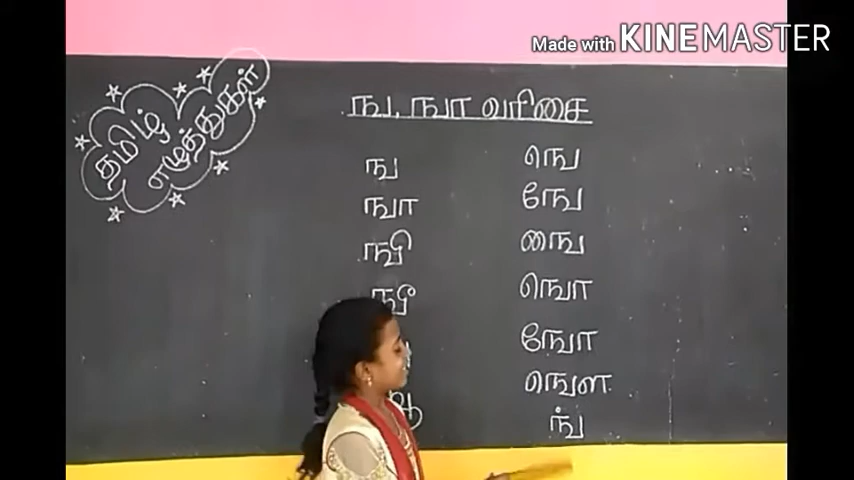 Made with KINEMASTER
தமிழ்
எழுத்துகள்
ங, ஙா வரிசை
ங
ஙா
ஙி
ஙீ
ஙெ
ஙே
ஙை
ஙொ
ஙோ
ஙௌ
ங்